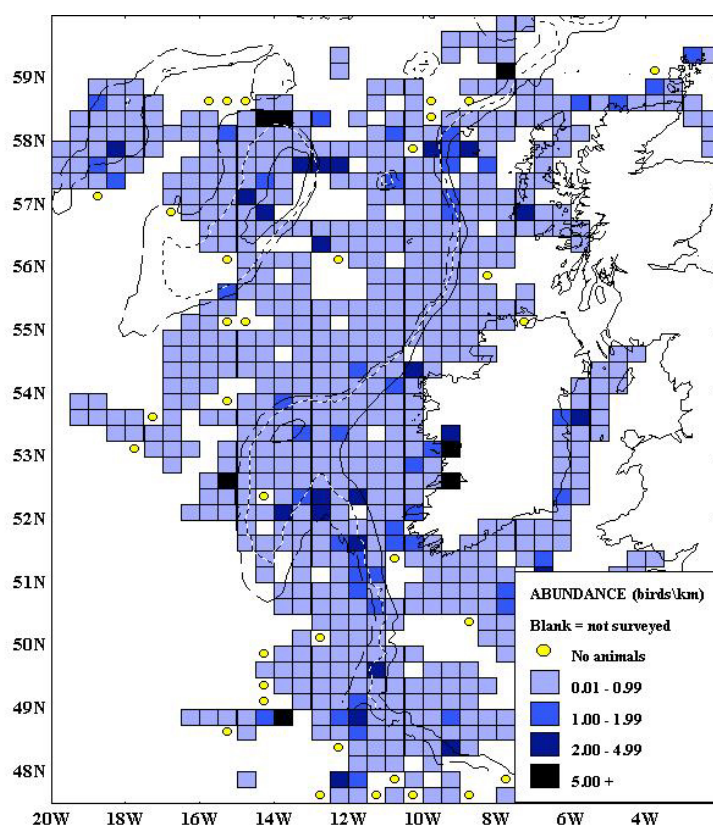 59N
58N
57N
56N
55N
54N
53N
52N
51N
50N
49N
48N
20W 18W 16W 14W 12W 10W 8W 6W 4W
ABUNDANCE (birds\km)
Blank = not surveyed
No animals
0.01 - 0.99
1.00 - 1.99
2.00 - 4.99
5.00 +